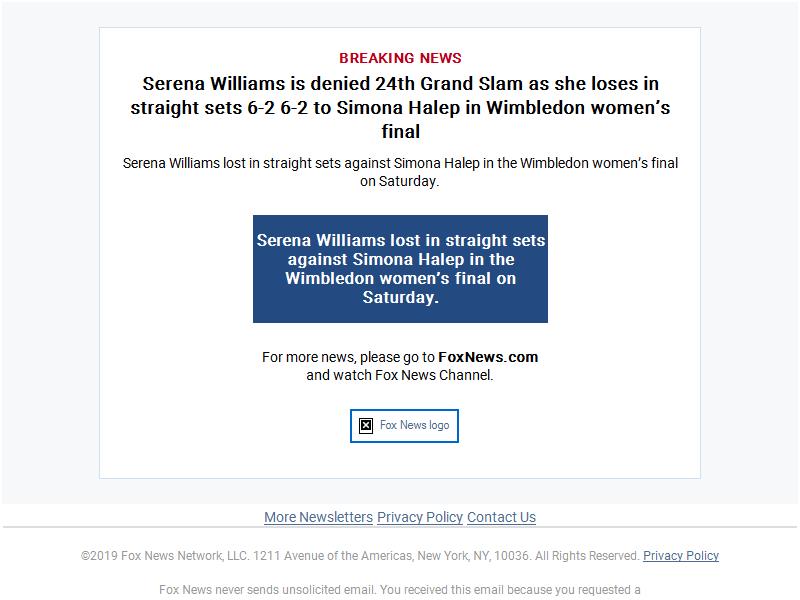 BREAKING NEWS
Serena Williams is denied 24th Grand Slam as she loses in
straight sets 6-2 6-2 to Simona Halep in Wimbledon women’s
final
Serena Williams lost in straight sets against Simona Halep in the Wimbledon women’s final
on Saturday.
Serena Williams lost in straight sets
against Simona Halep in the
Wimbledon women’s final on
Saturday.
For more news, please go to FoxNews.com
and watch Fox News Channel.
Fox News logo
More Newsletters Privacy Policy Contact Us
©2019 Fox News Network, LLC. 1211 Avenue of the Americas, New York, NY, 10036. All Rights Reserved. Privacy Policy
Fox News never sends unsolicited email. You received this email because you requested a